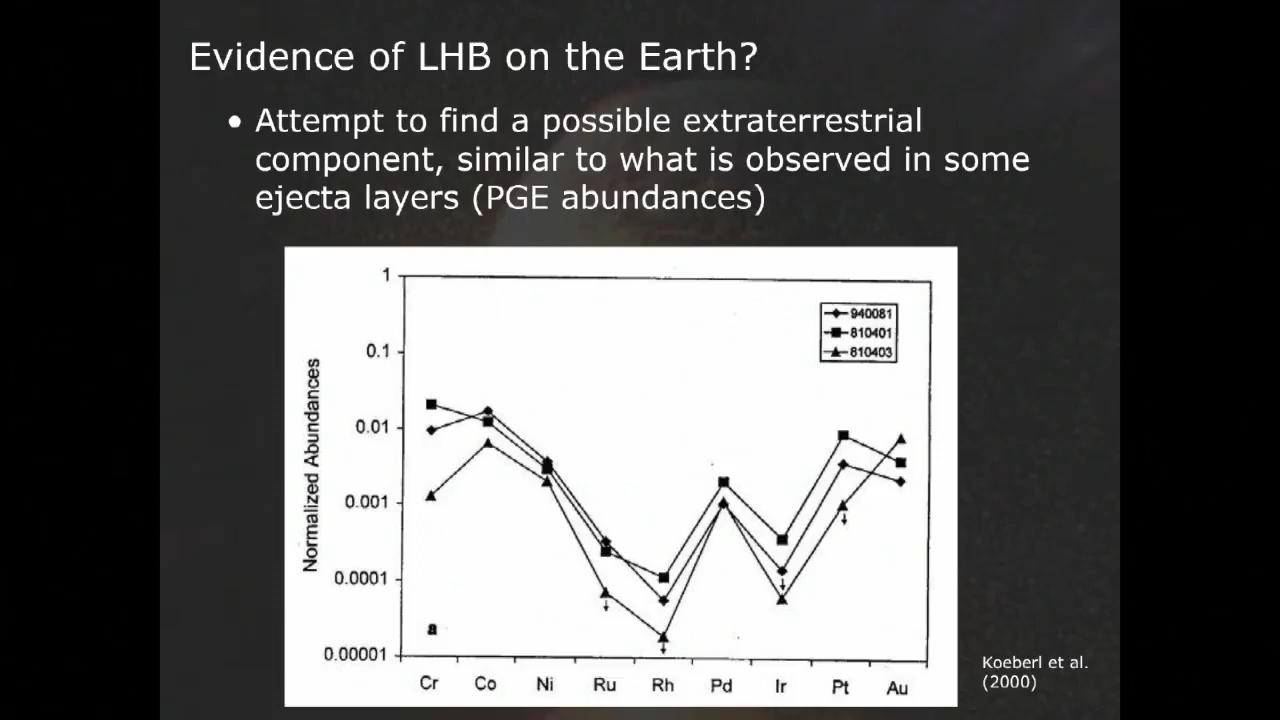 Evidence of LHB on the Earth?
• Attempt to find a possible extraterrestrial
component, similar to what is observed in some
ejecta layers (PGE abundances)
1
0.1
0.01
0.001
0.0001
0.00001
Normalized Abundances
940081
810401
810403
a
Cr Co Ni Ru Rh Pd Ir Pt Au
Koeberl et al.
(2000)